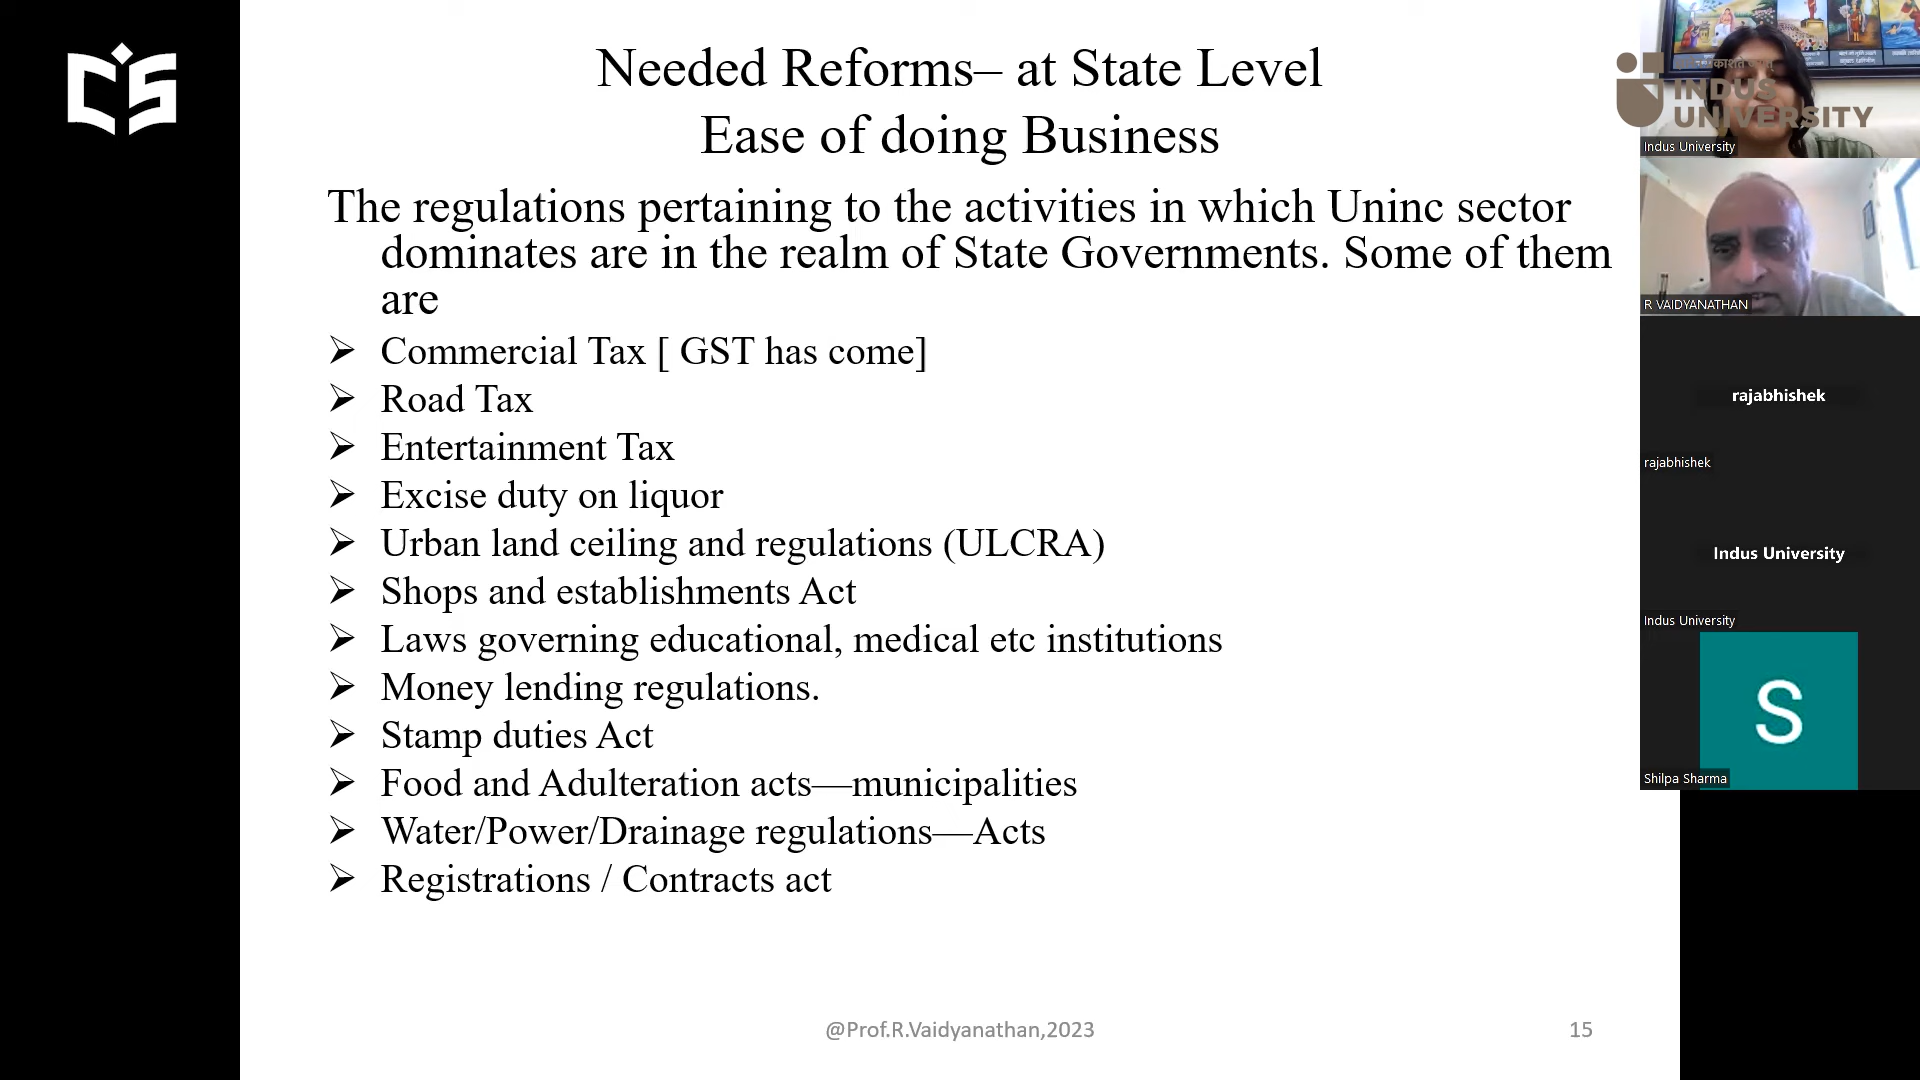 Needed Reforms– at State Level
Ease of doing Business
The regulations pertaining to the activities in which Uninc sector
dominates are in the realm of State Governments. Some of them
are
➢ Commercial Tax [ GST has come]
➢ Road Tax
➢ Entertainment Tax
➢ Excise duty on liquor
➢ Urban land ceiling and regulations (ULCRA)
➢ Shops and establishments Act
➢ Laws governing educational, medical etc institutions
➢ Money lending regulations.
➢ Stamp duties Act
➢ Food and Adulteration acts—municipalities
➢ Water/Power/Drainage regulations—Acts
➢ Registrations / Contracts act
@Prof.R.Vaidyanathan,2023
15
CIS
INDUS
UNIVERSITY
Indus University
R VAIDYANATHAN
rajabhishek
rajabhishek
Indus University
Indus University
S
Shilpa Sharma